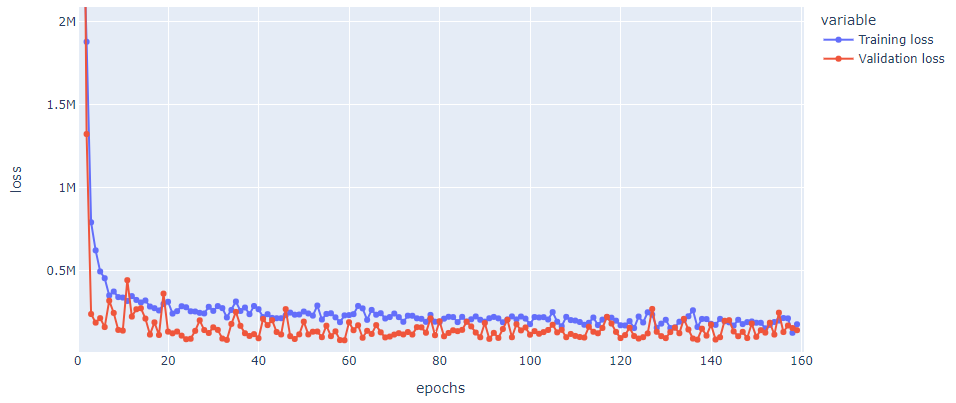 2M
1.5M
1M
0.5M
0 20 40 60 80 100 120 140 160
epochs
loss
variable
Training loss
Validation loss